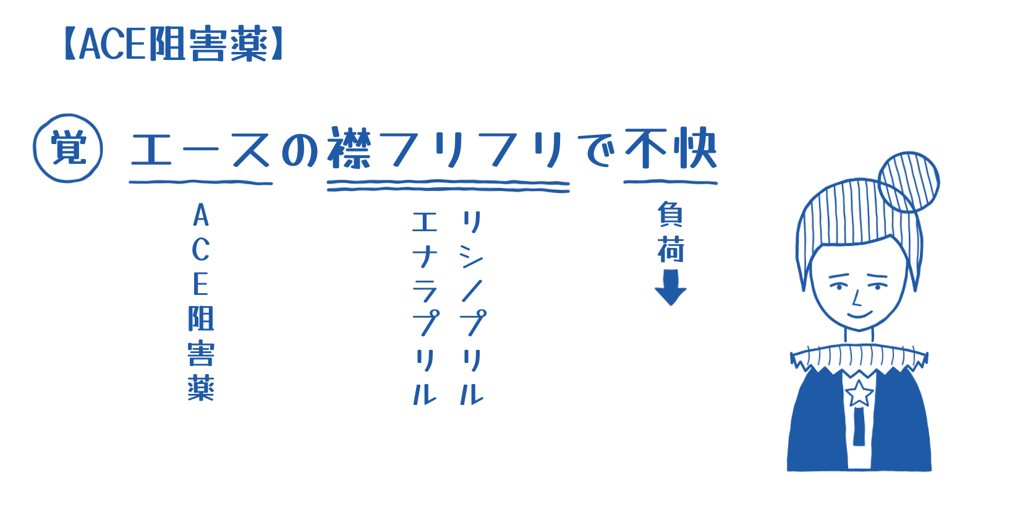 【ACE阻害薬】
覚 エースの襟フリフリで不快
ACE阻害薬
リシノプリル
エナラプリル
負荷⬇